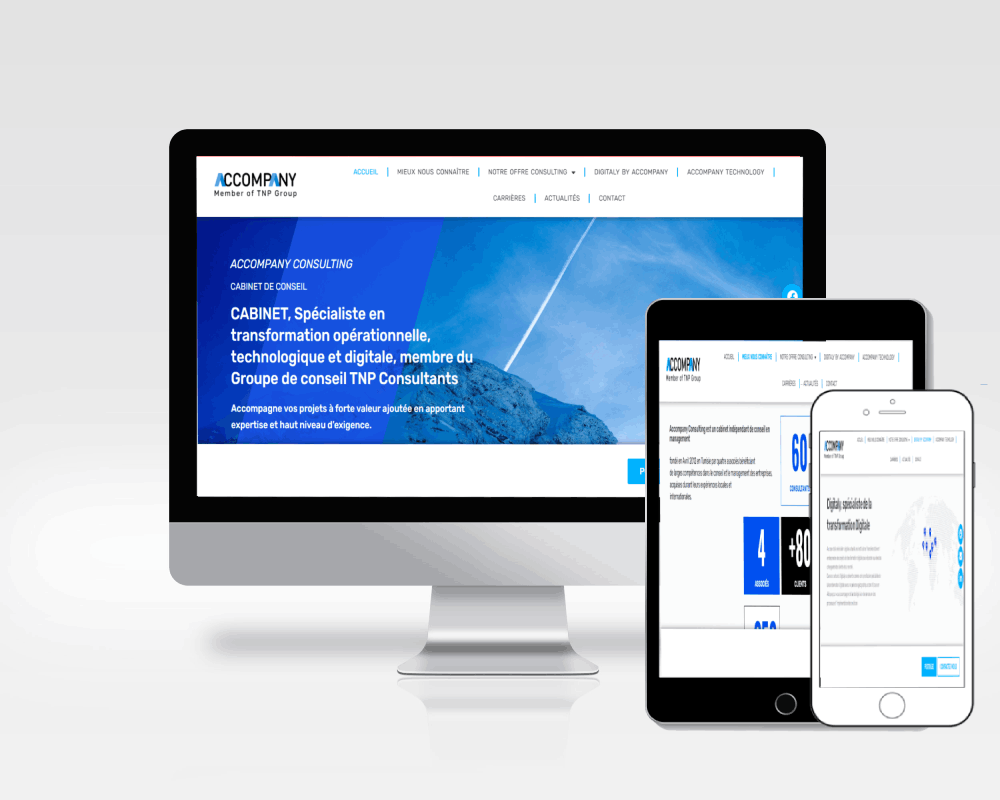 ACCOMPANY
Member of TNP Group
ACCUEIL
MIEUX NOUS CONNAÎTRE
NOTRE OFFRE CONSULTING
DIGITALY BY ACCOMPANY
ACCOMPANY TECHNOLOGY
CARRIÈRES
ACTUALITÉS
CONTACT
ACCOMPANY CONSULTING
CABINET DE CONSEIL
CABINET, Spécialiste en
transformation opérationnelle,
technologique et digitale, membre du
Groupe de conseil TNP Consultants
Accompagne vos projets à forte valeur ajoutée en apportant
expertise et haut niveau d'exigence.
P
ACCOMPANY
Member of TNP Group
ACCUEIL
MIEUX NOUS CONNAÎTRE
NOTRE OFFRE CONSULTING
DIGITALY BY ACCOMPANY
ACCOMPANY TECHNOLOGY
CARRIÈRES
ACTUALITÉS
CONTACT
Accompany Consulting est un cabinet indépendant de conseil en
management
fondé en Avril 2012 en Tunisie par quatre associés bénéficiant
de larges compétences dans le conseil et le management des entreprises,
acquises durant leurs expériences locales et
internationales.
60
CONSULTANTS
4
ASSOCIÉS
+80
CLIENTS
ACCOMPANY
Member of TNP Group
Digitaly, spécialiste de la
transformation Digitale